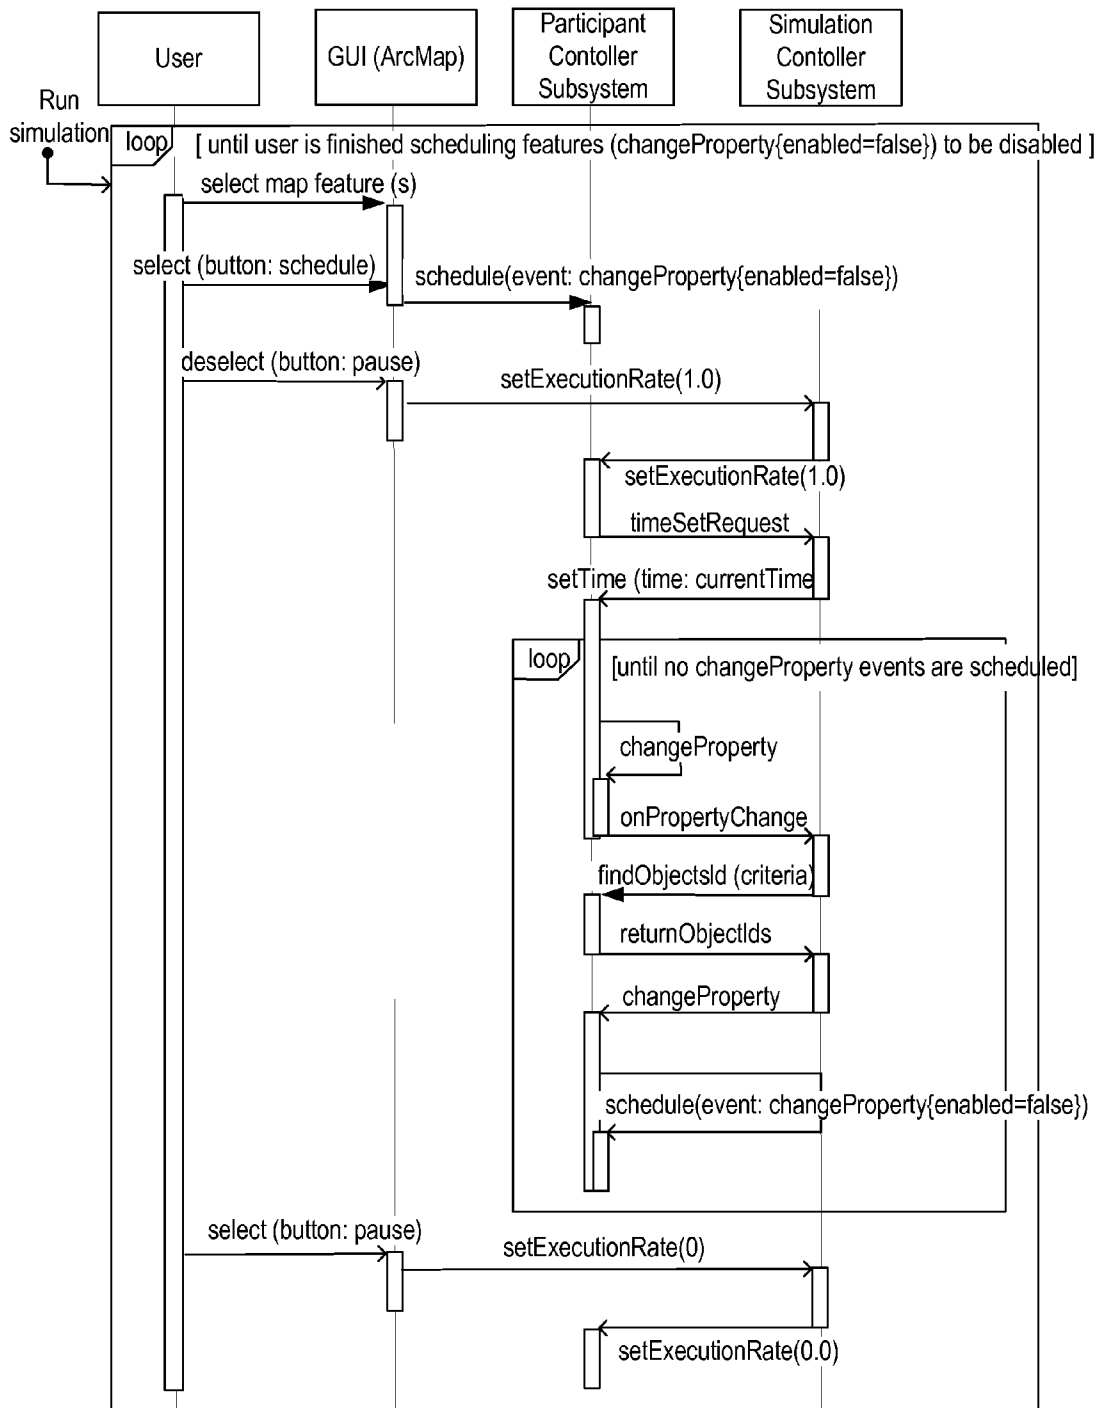 User
GUI (ArcMap)
Participant
Contoller
Subsystem
Simulation
Contoller
Subsystem
Run
simulation
loop
[ until user is finished scheduling features (changeProperty{enabled=false}) to be disabled ]
select map feature (s)
select (button: schedule)
schedule(event: changeProperty{enabled=false})
deselect (button: pause)
setExecutionRate(1.0)
setExecutionRate(1.0)
timeSetRequest
setTime (time: currentTime
loop
[until no changeProperty events are scheduled]
changeProperty
onPropertyChange
findObjectsId (criteria)
returnObjectIds
changeProperty
schedule(event: changeProperty{enabled=false})
select (button: pause)
setExecutionRate(0)
setExecutionRate(0.0)